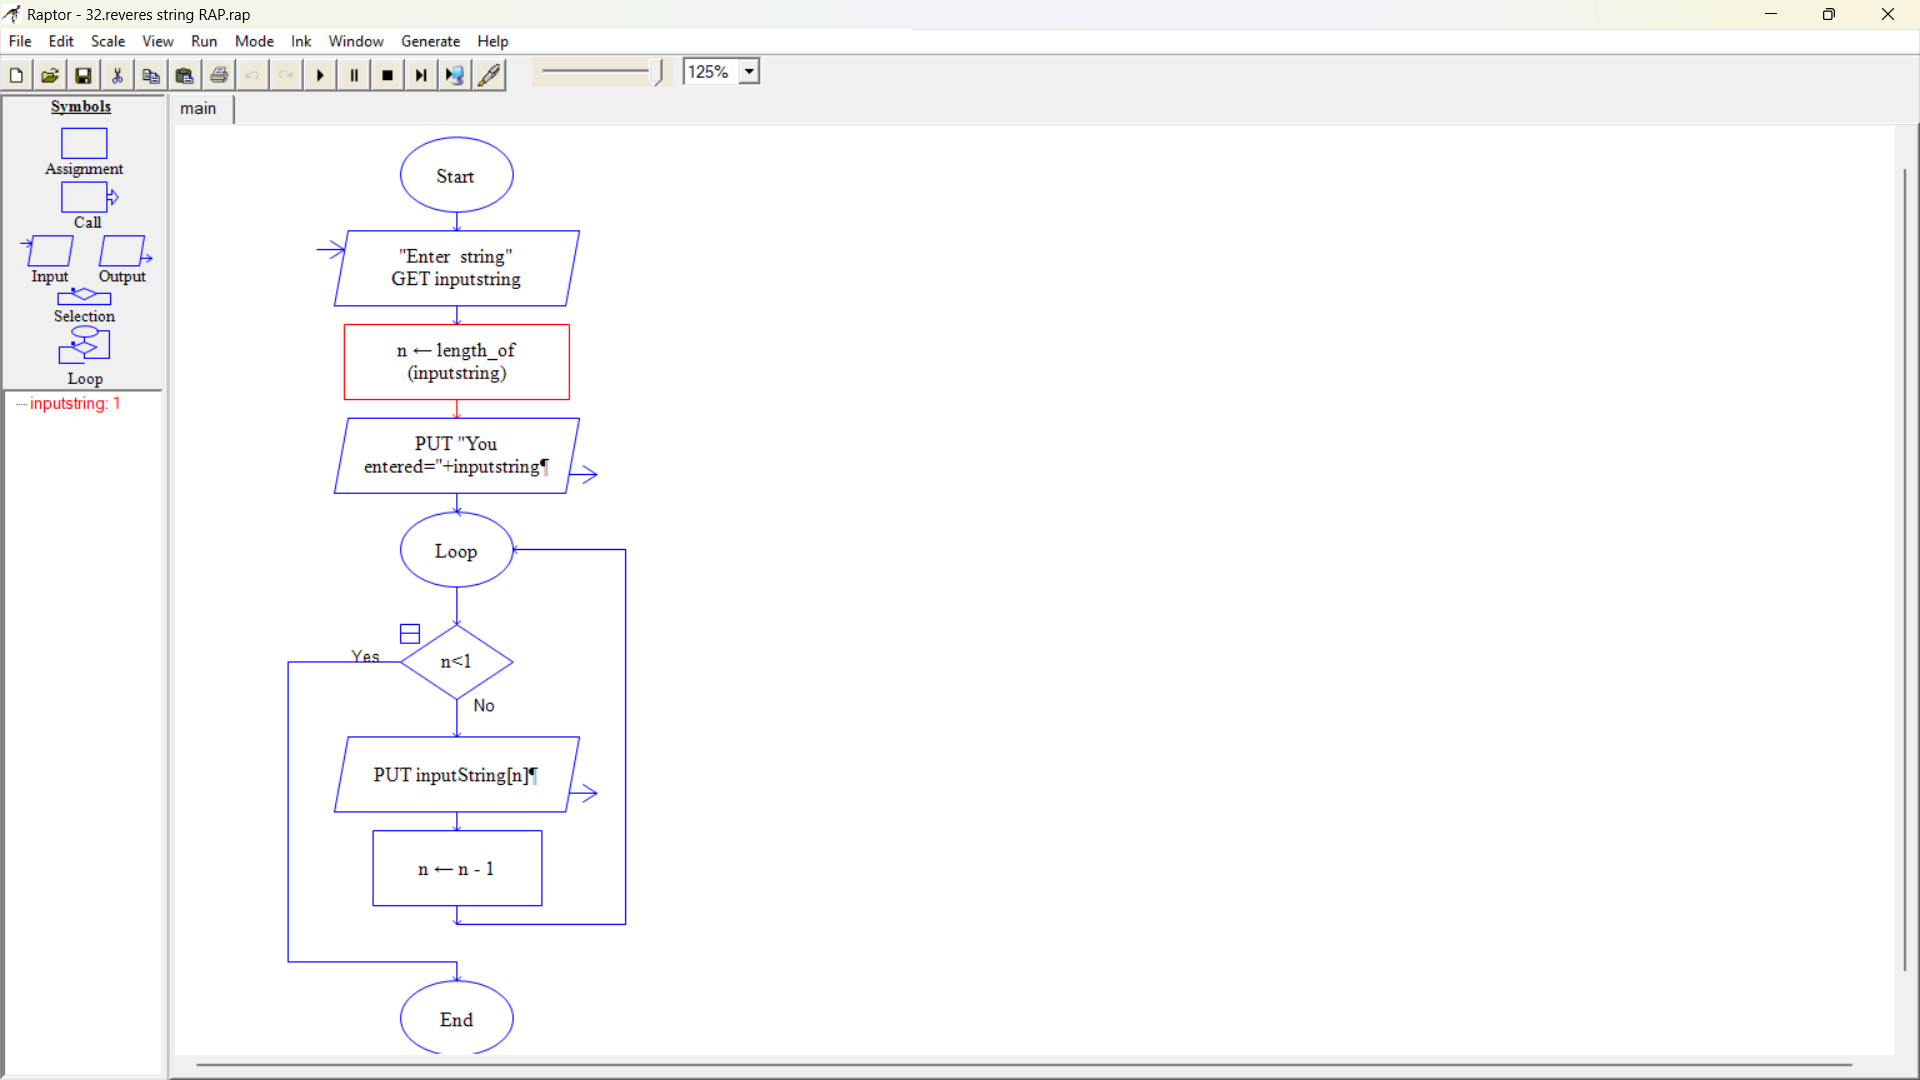 Raptor - 32.reveres string RAP.rap
File Edit Scale View Run Mode Ink Window Generate Help
125%
Symbols
Assignment
Call
Input Output
Selection
Loop
inputstring: 1
main
Start
"Enter  string"
GET inputstring
n ← length_of
(inputstring)
PUT "You
entered="+inputstring¶
Loop
Yes
n<1
No
PUT inputString[n]¶
n ← n - 1
End